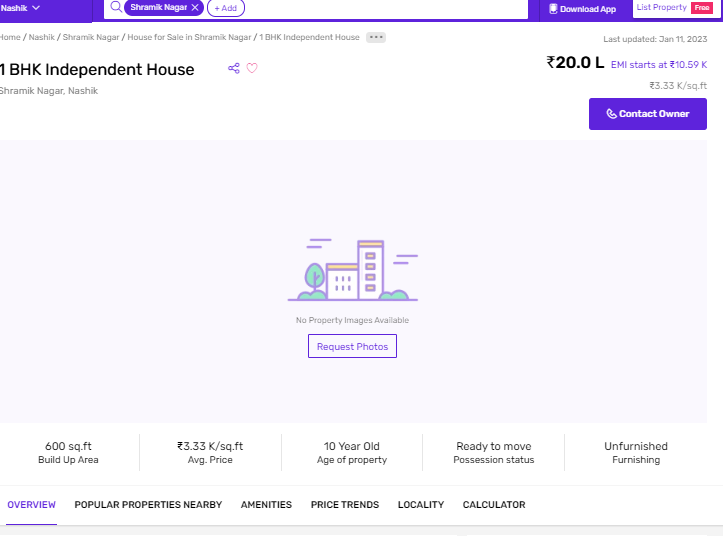 Nashik
Shramik Nagar
+ Add
Download App
List Property Free
Home / Nashik / Shramik Nagar / House for Sale in Shramik Nagar / 1 BHK Independent House
Last updated: Jan 11, 2023
1 BHK Independent House
₹20.0 L EMI starts at ₹10.59 K
Shramik Nagar, Nashik
₹3.33 K/sq.ft
Contact Owner
No Property Images Available
Request Photos
600 sq.ft
Build Up Area
₹3.33 K/sq.ft
Avg. Price
10 Year Old
Age of property
Ready to move
Possession status
Unfurnished
Furnishing
OVERVIEW POPULAR PROPERTIES NEARBY AMENITIES PRICE TRENDS LOCALITY CALCULATOR